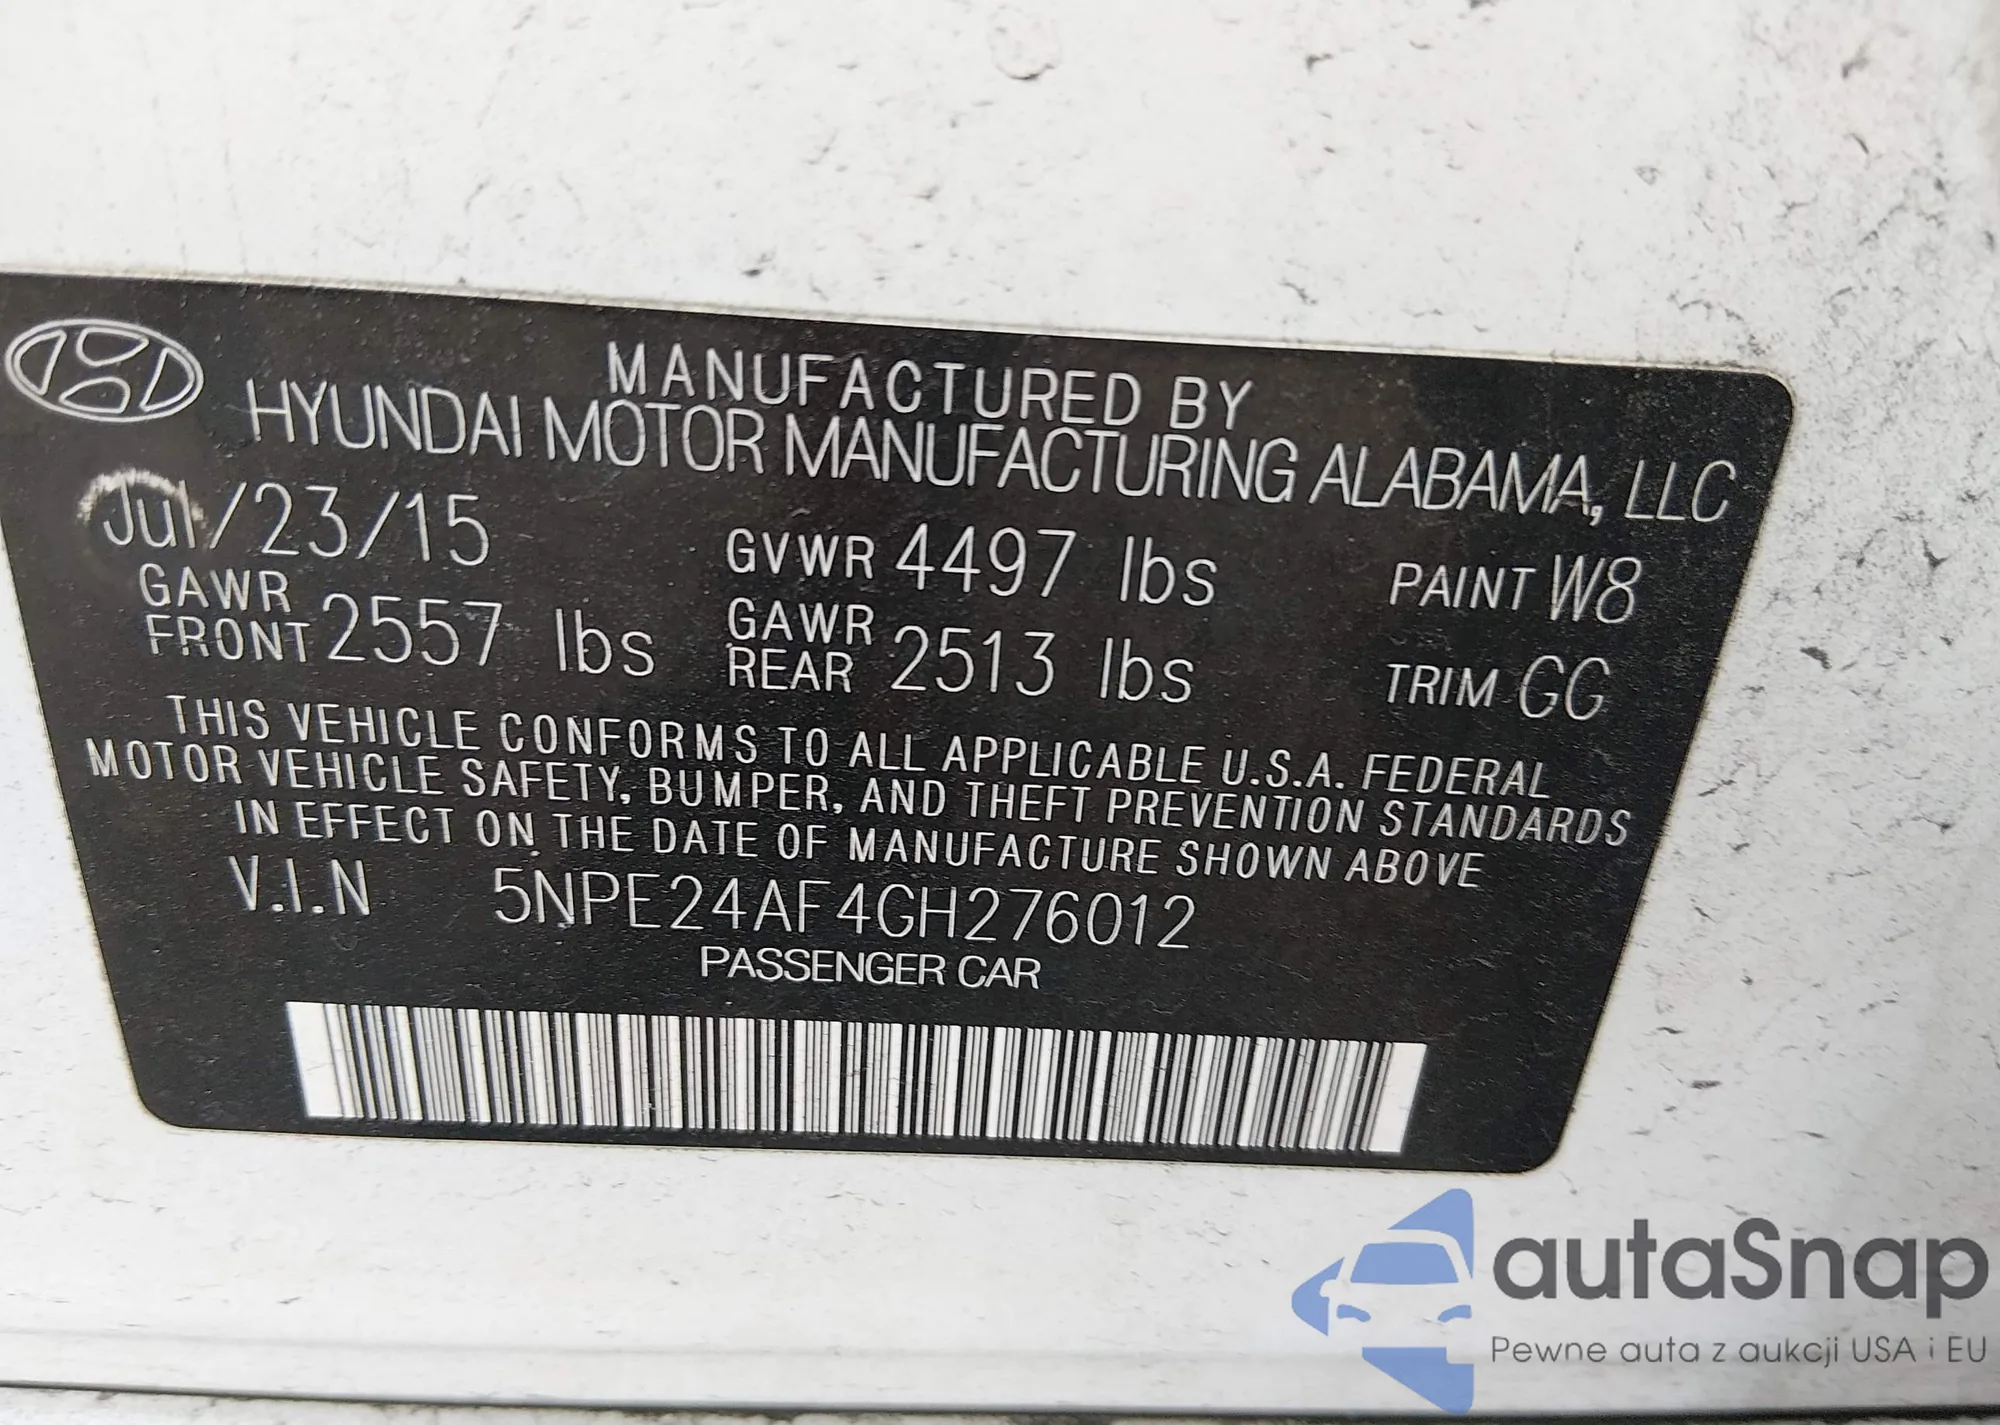 MANUFACTURED BY
HYUNDAI MOTOR MANUFACTURING ALABAMA, LLC
Jul/23/15 GVWR 4497 lbs PAINT W8
GAWR FRONT 2557 lbs GAWR REAR 2513 lbs TRIM GG
THIS VEHICLE CONFORMS TO ALL APPLICABLE U.S.A. FEDERAL
MOTOR VEHICLE SAFETY, BUMPER, AND THEFT PREVENTION STANDARDS
IN EFFECT ON THE DATE OF MANUFACTURE SHOWN ABOVE
V.I.N 5NPE24AF4GH276012
PASSENGER CAR
autaSnap
Pewne auta z aukcji USA i EU